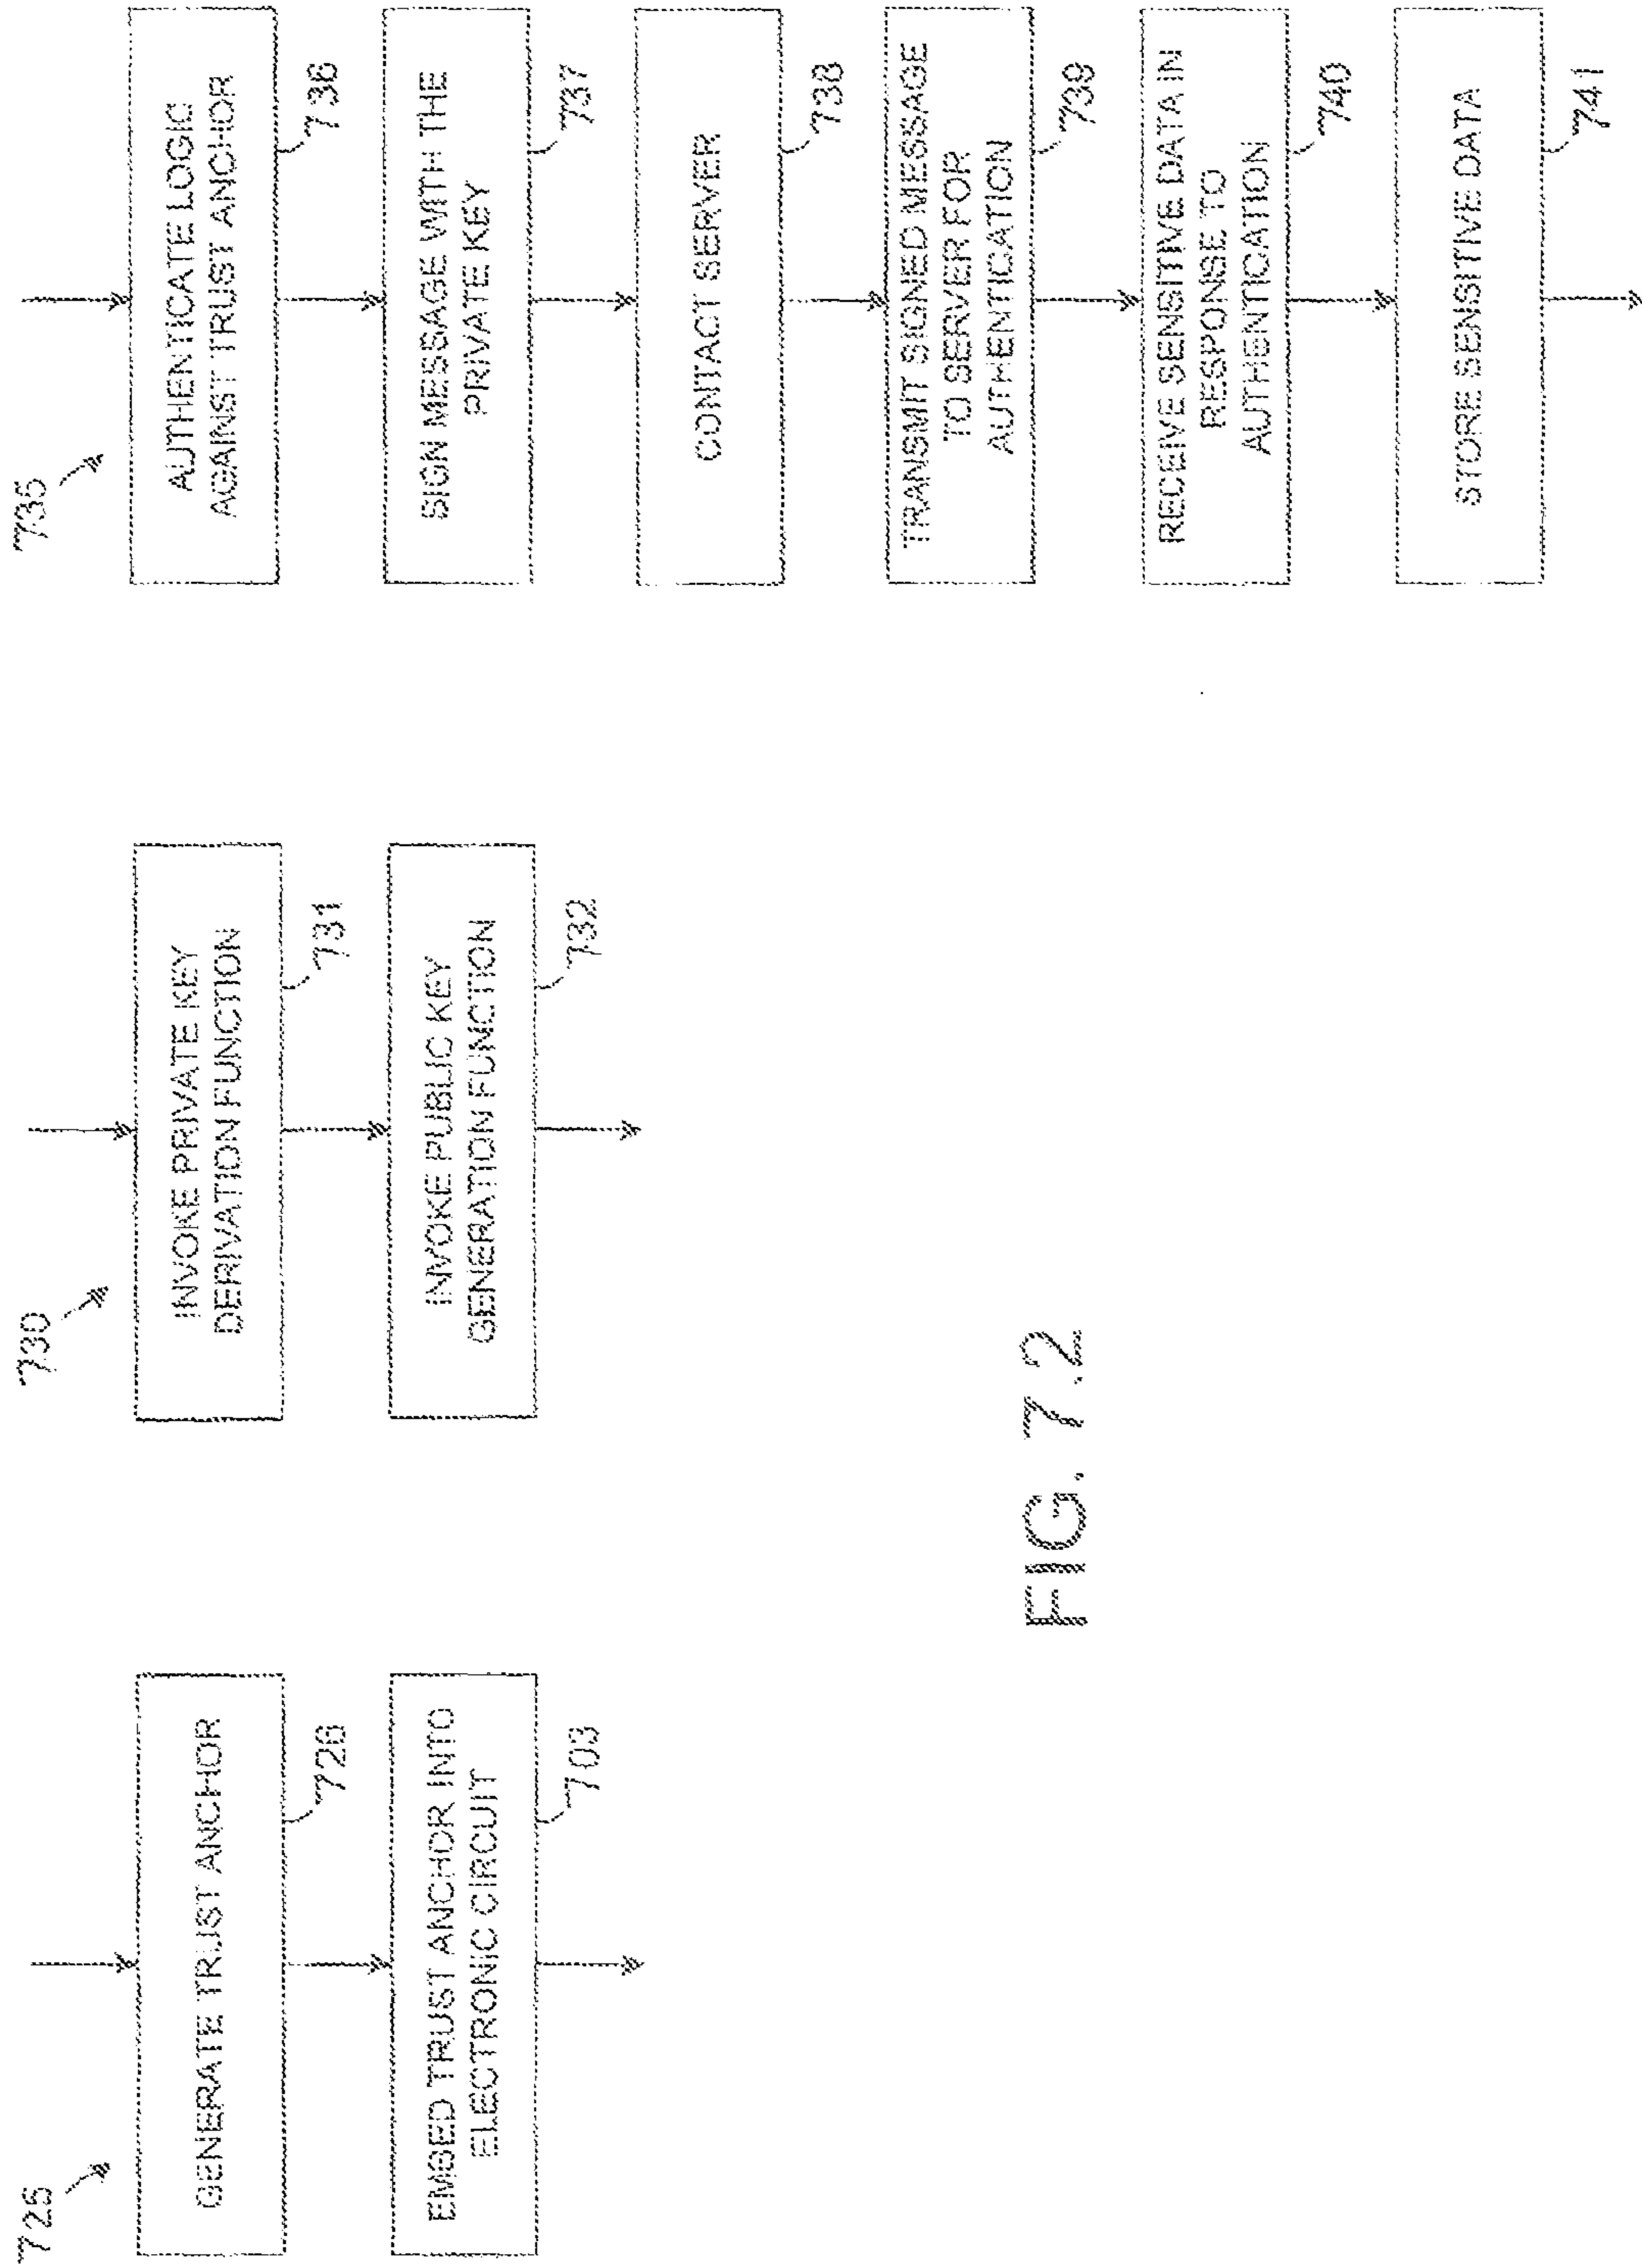 725
GENERATE TRUST ANCHOR
726
EMBED TRUST ANCHOR INTO
ELECTRONIC CIRCUIT
703
730
INVOKE PRIVATE KEY
DERIVATION FUNCTION
731
INVOKE PUBLIC KEY
GENERATION FUNCTION
732
735
AUTHENTICATE LOGIC
AGAINST TRUST ANCHOR
736
SIGN MESSAGE WITH THE
PRIVATE KEY
737
CONTACT SERVER
738
TRANSMIT SIGNED MESSAGE
TO SERVER FOR
AUTHENTICATION
739
RECEIVE SENSITIVE DATA IN
RESPONSE TO
AUTHENTICATION
740
STORE SENSITIVE DATA
741
FIG. 7.2